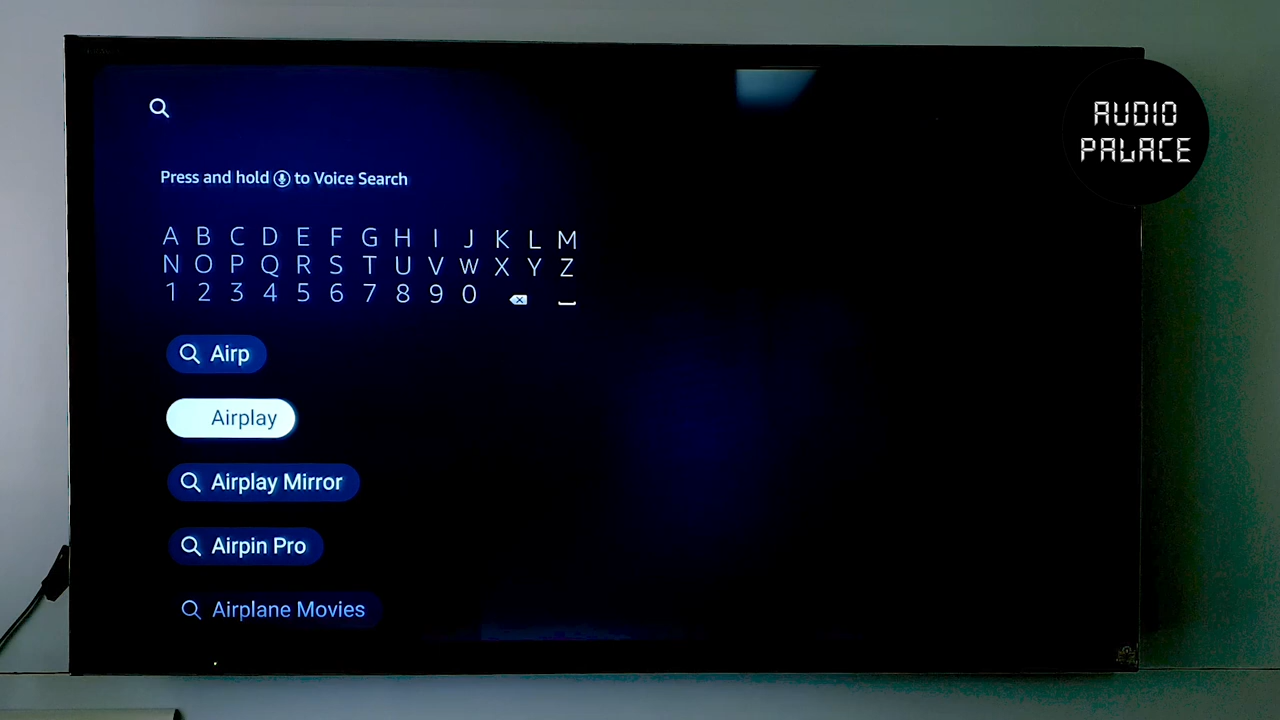 AUDIO
PALACE
Press and hold to Voice Search
A B C D E F G H I J K L M
N O P Q R S T U V W X Y Z
1 2 3 4 5 6 7 8 9 0
Airp
Airplay
Airplay Mirror
Airpin Pro
Airplane Movies